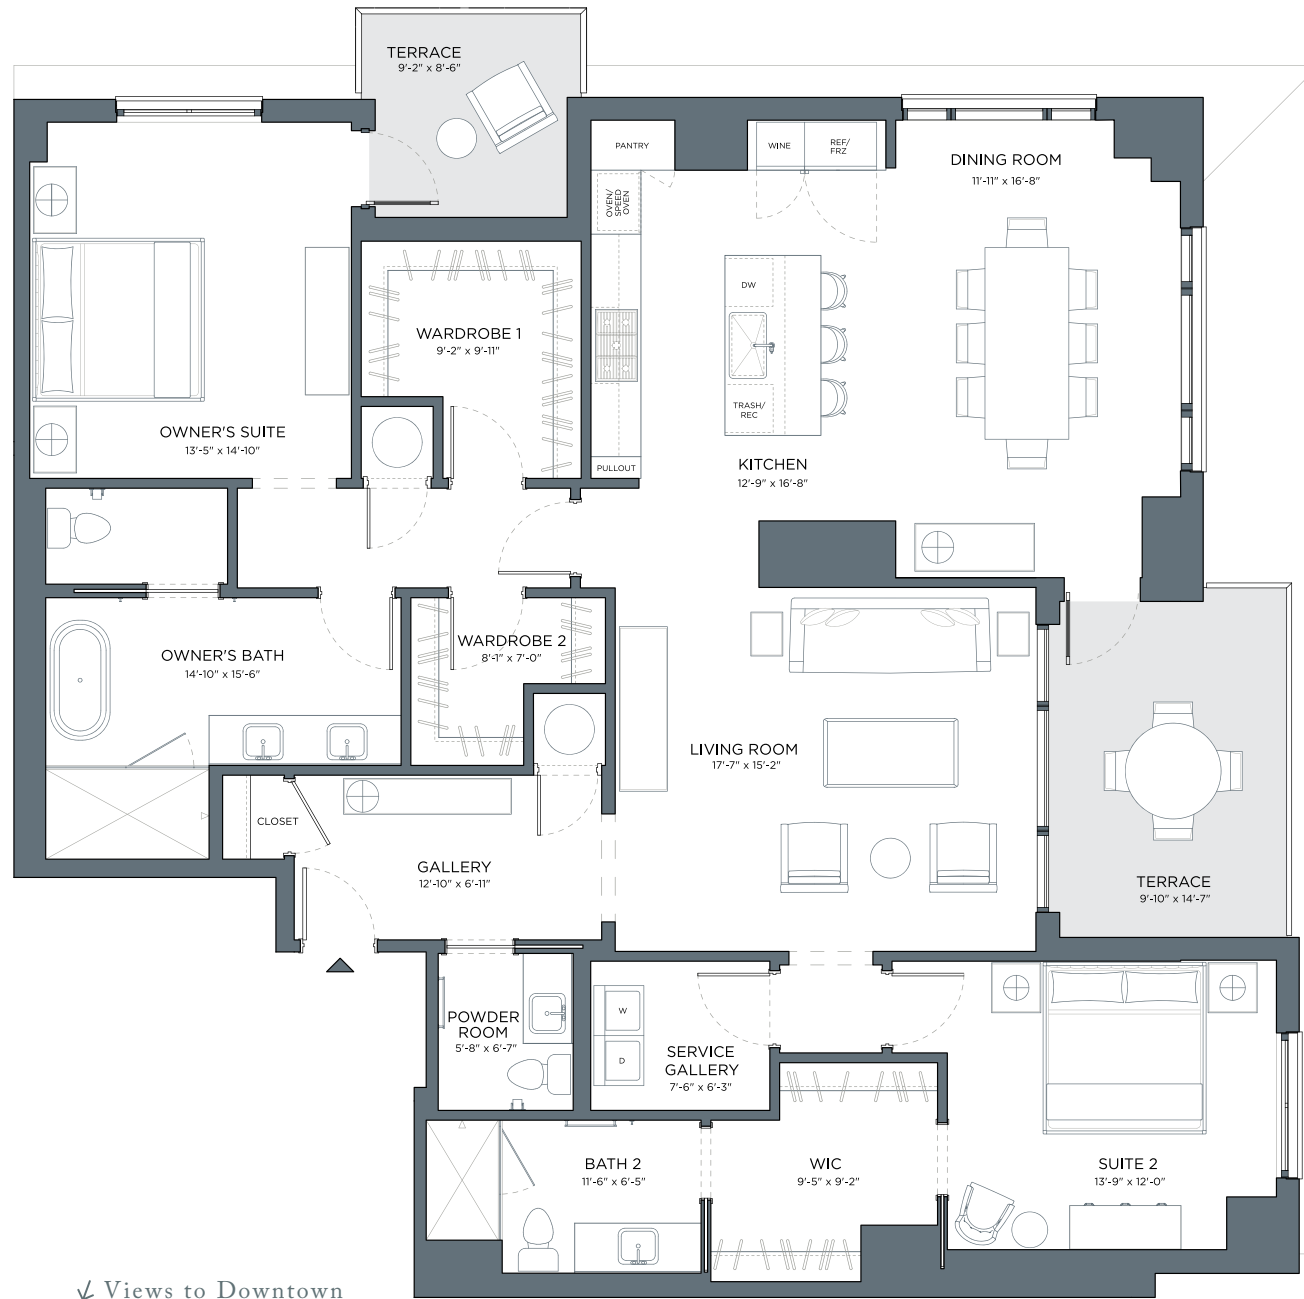 TERRACE
9'-2" x 8'-6"
PANTRY
WINE
REF/
FRZ
DINING ROOM
11'-11" x 16'-8"
OVEN/
SPEED
OVEN
DW
WARDROBE 1
9'-2" x 9'-11"
TRASH/
REC
OWNER'S SUITE
13'-5" x 14'-10"
PULLOUT
KITCHEN
12'-9" x 16'-8"
OWNER'S BATH
14'-10" x 15'-6"
WARDROBE 2
8'-1" x 7'-0"
LIVING ROOM
17'-7" x 15'-2"
CLOSET
GALLERY
12'-10" x 6'-11"
TERRACE
9'-10" x 14'-7"
POWDER
ROOM
5'-8" x 6'-7"
W
D
SERVICE
GALLERY
7'-6" x 6'-3"
BATH 2
11'-6" x 6'-5"
WIC
9'-5" x 9'-2"
SUITE 2
13'-9" x 12'-0"
Views to Downtown